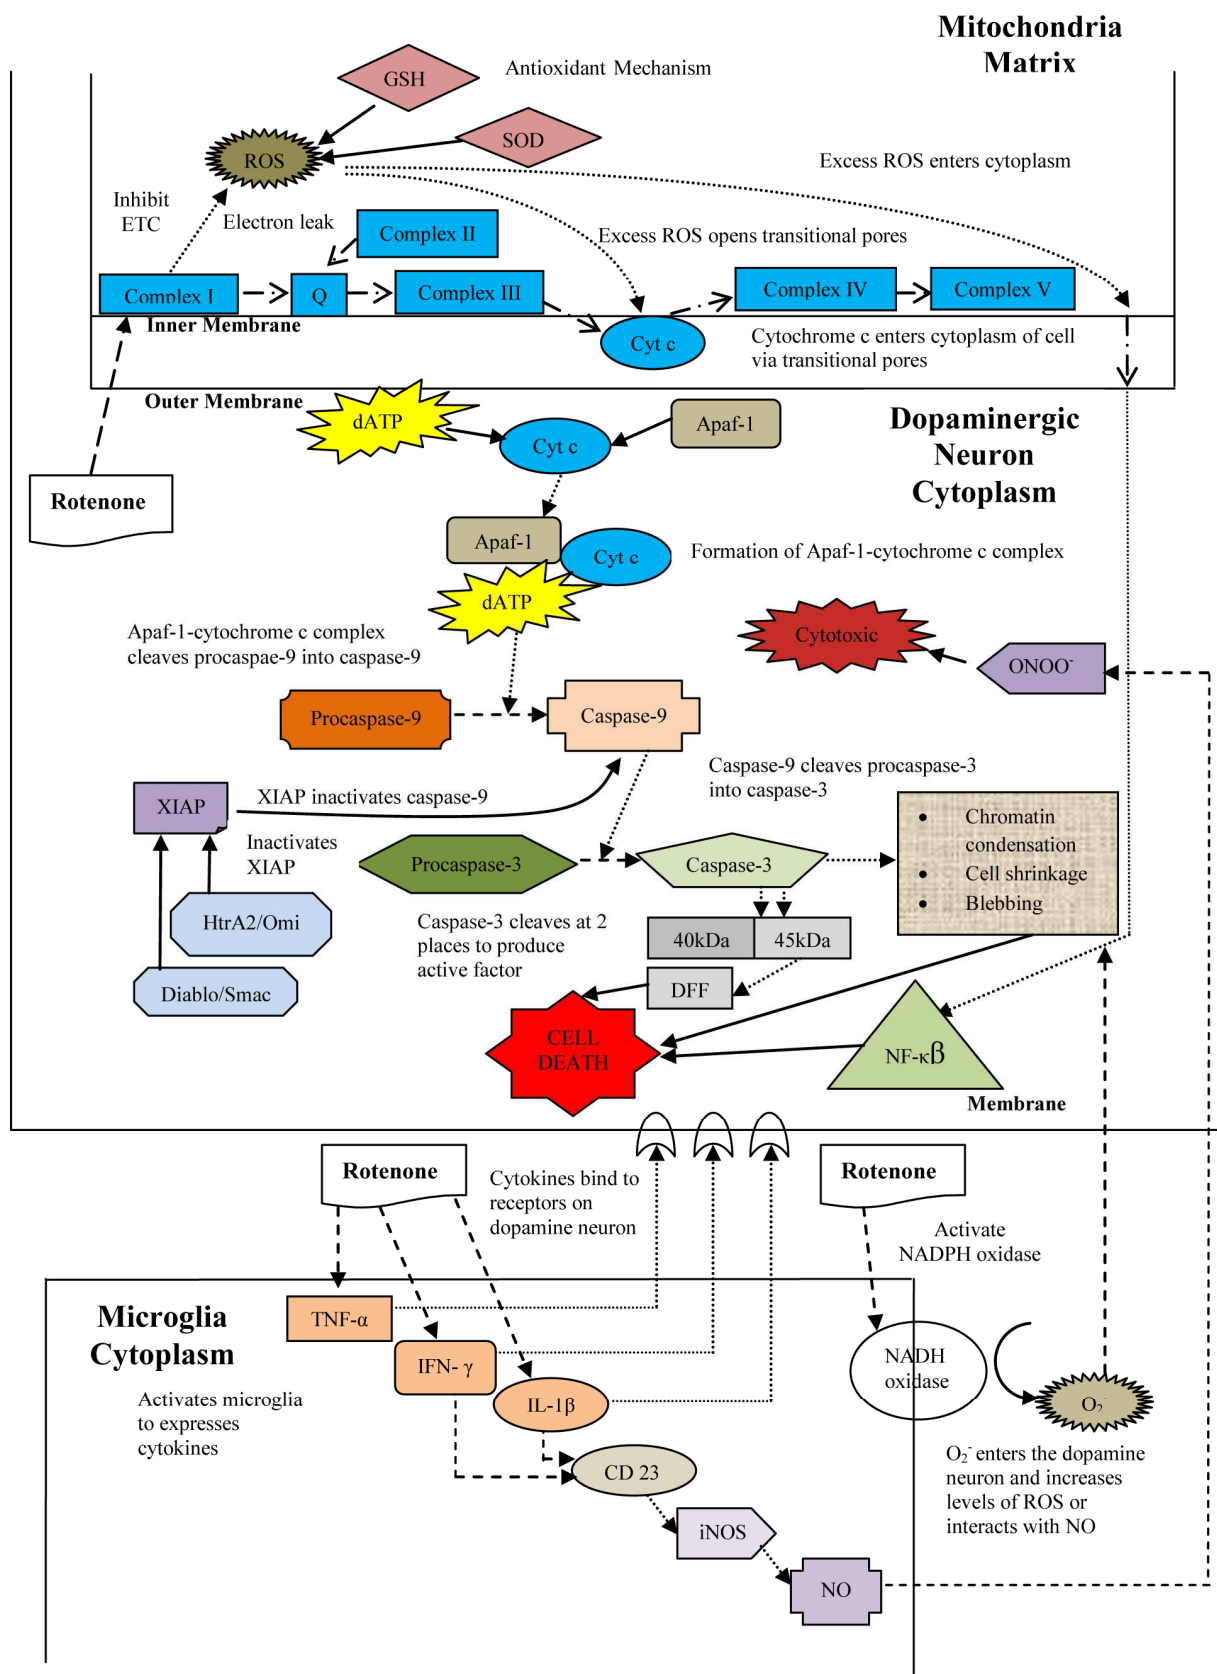 Mitochondria
Matrix
GSH
Antioxidant Mechanism
SOD
ROS
Excess ROS enters cytoplasm
Inhibit
ETC
Electron leak
Complex II
Excess ROS opens transitional pores
Complex I
Q
Complex III
Complex IV
Complex V
Inner Membrane
Cyt c
Cytochrome c enters cytoplasm of cell
via transitional pores
Outer Membrane
dATP
Cyt c
Apaf-1
Dopaminergic
Neuron
Cytoplasm
Rotenone
Apaf-1
Cyt c
Formation of Apaf-1-cytochrome c complex
dATP
Apaf-1-cytochrome c complex
cleaves procaspae-9 into caspase-9
Cytotoxic
ONOO⁻
Procaspase-9
Caspase-9
Caspase-9 cleaves procaspase-3
into caspase-3
XIAP
XIAP inactivates caspase-9
Inactivates
XIAP
Procaspase-3
Caspase-3
• Chromatin
condensation
• Cell shrinkage
• Blebbing
HtrA2/Omi
Caspase-3 cleaves at 2
places to produce
active factor
40kDa
45kDa
Diablo/Smac
DFF
CELL
DEATH
NF-κβ
Membrane
Rotenone
Cytokines bind to
receptors on
dopamine neuron
Rotenone
Activate
NADPH oxidase
Microglia
Cytoplasm
TNF-α
IFN- γ
IL-1β
NADH
oxidase
O₂⁻
Activates microglia
to expresses
cytokines
CD 23
O₂⁻ enters the dopamine
neuron and increases
levels of ROS or
interacts with NO
iNOS
NO